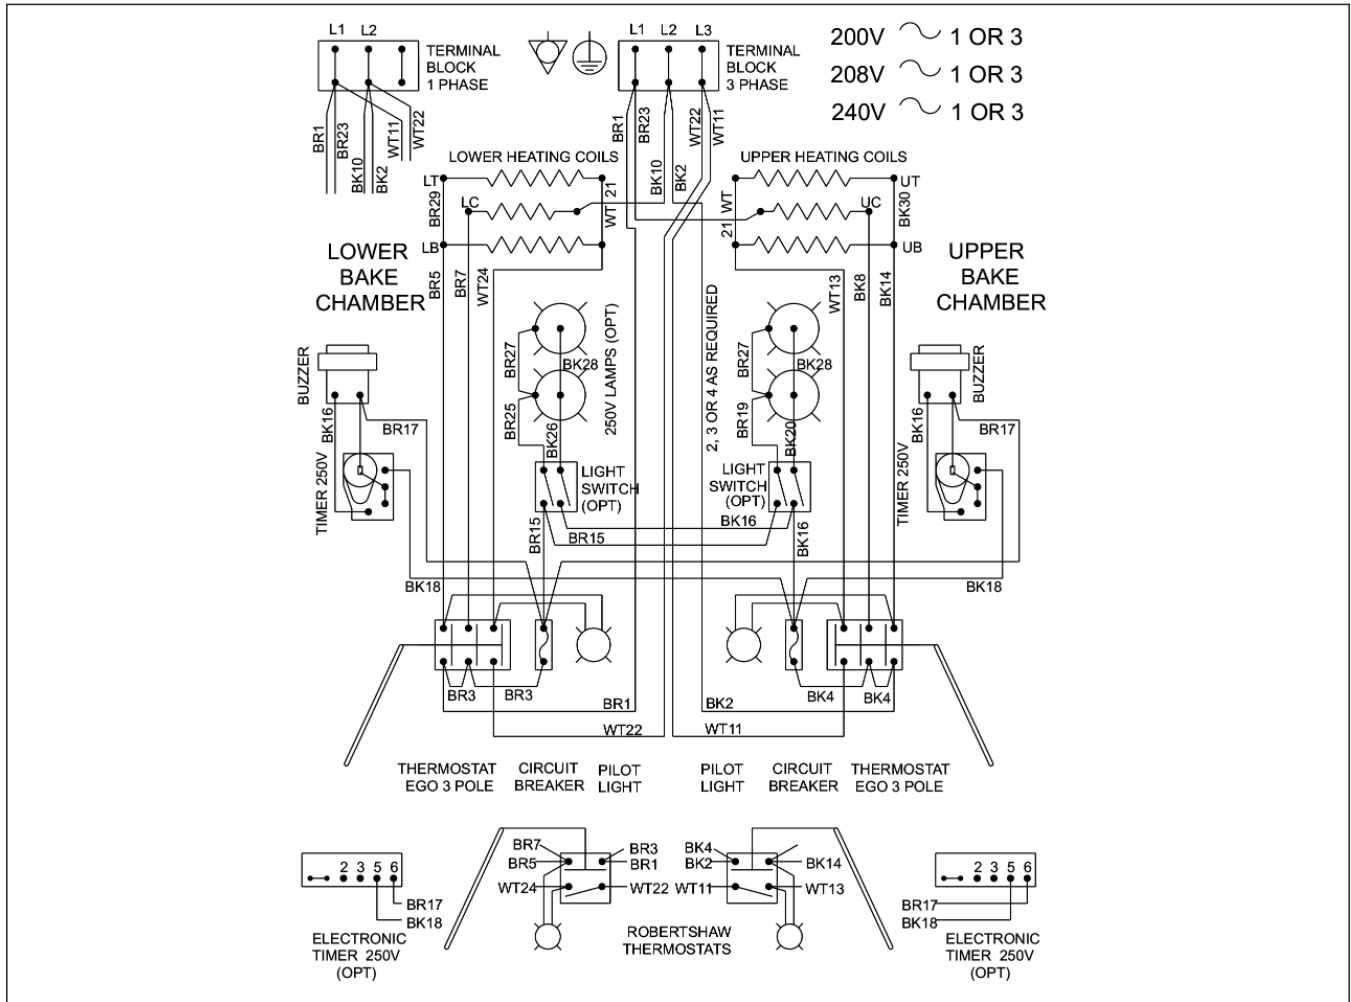 L1 L2
TERMINAL
BLOCK
1 PHASE
BR1
BR23
BK10
BK2
WT11
WT22
L1 L2 L3
TERMINAL
BLOCK
3 PHASE
BR1
BR23
BK10
BK2
WT22
WT11
200V 1 OR 3
208V 1 OR 3
240V 1 OR 3
LOWER HEATING COILS
LT
BR29
LC
LB
WT 21
BR5
BR7
WT24
LOWER
BAKE
CHAMBER
UPPER HEATING COILS
21 WT
UT
UC
BK30
UB
WT13
BK8
BK14
UPPER
BAKE
CHAMBER
BR27
BK28
BR25
BK26
250V LAMPS (OPT)
2, 3 OR 4 AS REQUIRED
BR27
BK28
BR19
BK20
BUZZER
BK16
BR17
TIMER 250V
LIGHT
SWITCH
(OPT)
LIGHT
SWITCH
(OPT)
BUZZER
BK16
BR17
TIMER 250V
BK16
BR15
BR15
BK16
BK18
BK18
BR3
BR3
BK4
BK4
BR1
BK2
WT22
WT11
THERMOSTAT
EGO 3 POLE
CIRCUIT
BREAKER
PILOT
LIGHT
PILOT
LIGHT
CIRCUIT
BREAKER
THERMOSTAT
EGO 3 POLE
2 3 5 6
BR17
BK18
ELECTRONIC
TIMER 250V
(OPT)
BR7
BR5
WT24
BR3
BR1
WT22
BK4
BK2
WT11
BK14
WT13
ROBERTSHAW
THERMOSTATS
2 3 5 6
BR17
BK18
ELECTRONIC
TIMER 250V
(OPT)